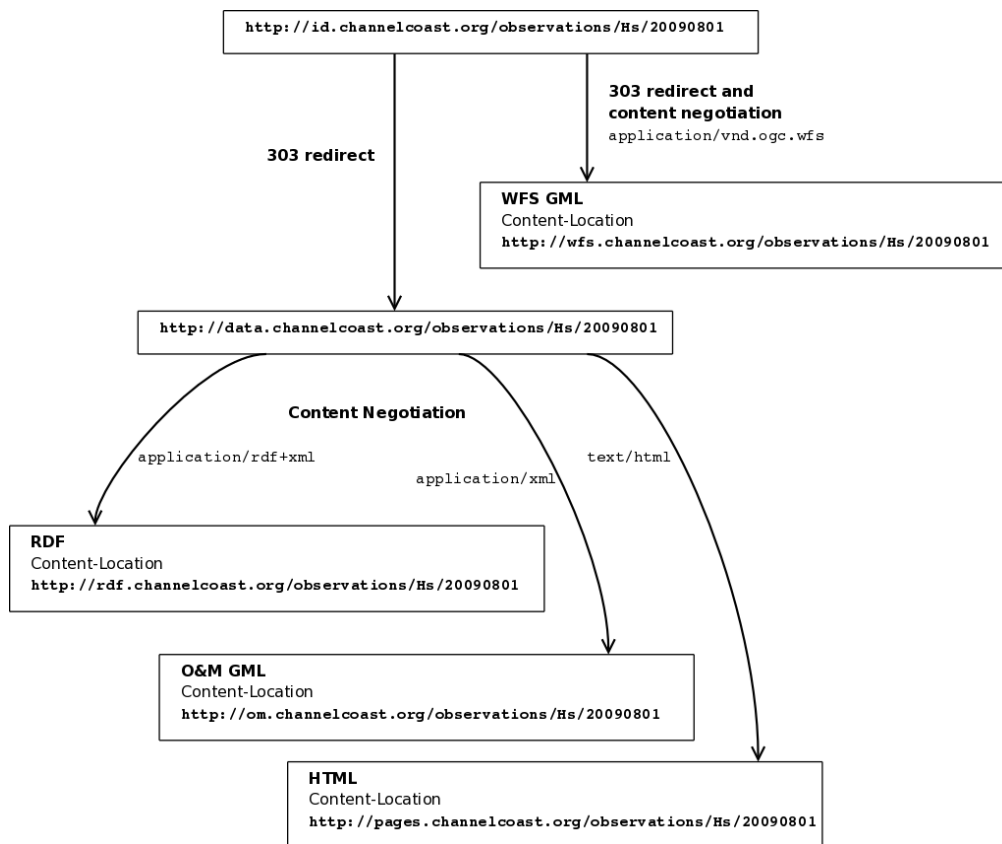 http://id.channelcoast.org/observations/Hs/20090801
303 redirect and
content negotiation
application/vnd.ogc.wfs
303 redirect
WFS GML
Content-Location
http://wfs.channelcoast.org/observations/Hs/20090801
http://data.channelcoast.org/observations/Hs/20090801
Content Negotiation
application/rdf+xml
application/xml
text/html
RDF
Content-Location
http://rdf.channelcoast.org/observations/Hs/20090801
O&M GML
Content-Location
http://om.channelcoast.org/observations/Hs/20090801
HTML
Content-Location
http://pages.channelcoast.org/observations/Hs/20090801